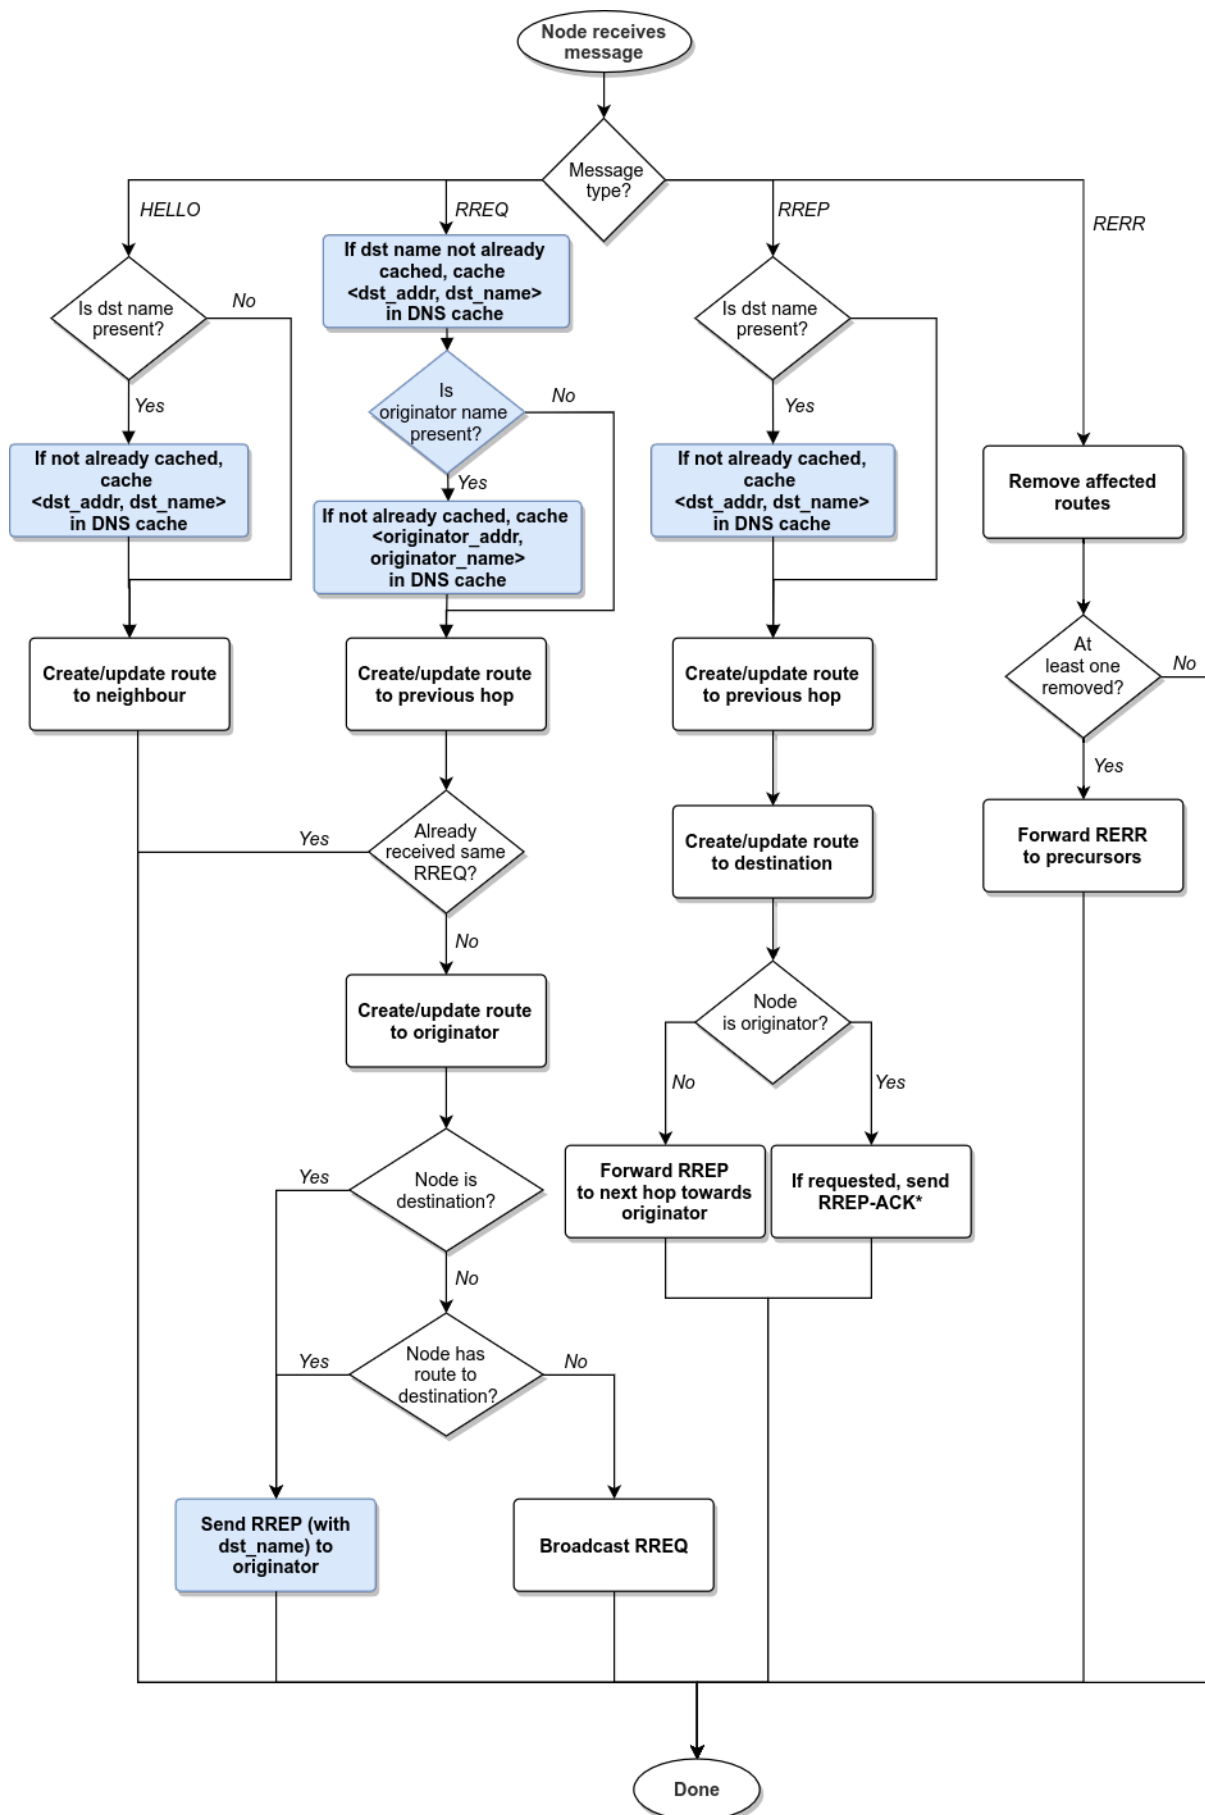 Node receives
message
Message
type?
HELLO
RREQ
RREP
RERR
Is dst name
present?
No
Yes
If not already cached,
cache
<dst_addr, dst_name>
in DNS cache
Create/update route
to neighbour
If dst name not already
cached, cache
<dst_addr, dst_name>
in DNS cache
Is
originator name
present?
No
Yes
If not already cached, cache
<originator_addr,
originator_name>
in DNS cache
Create/update route
to previous hop
Already
received same
RREQ?
Yes
No
Create/update route
to originator
Node is
destination?
Yes
No
Node has
route to
destination?
Yes
No
Send RREP (with
dst_name) to
originator
Broadcast RREQ
Is dst name
present?
Yes
If not already cached,
cache
<dst_addr, dst_name>
in DNS cache
Create/update route
to previous hop
Create/update route
to destination
Node
is originator?
No
Yes
Forward RREP
to next hop towards
originator
If requested, send
RREP-ACK*
Remove affected
routes
At
least one
removed?
No
Yes
Forward RERR
to precursors
Done